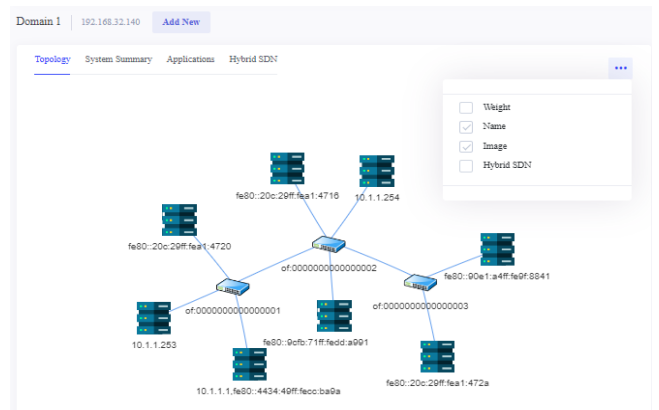 Domain 1 192.168.32.140 Add New
Topology System Summary Applications Hybrid SDN
Weight
Name
Image
Hybrid SDN
fe80::20c:29ff:fea1:4716
10.1.1.254
fe80::20c:29ff:fea1:4720
of:0000000000000002
fe80::90e1:a4ff:fe9f:8841
of:0000000000000001
of:0000000000000003
10.1.1.253
fe80::9cfb:71ff:fedd:a991
fe80::20c:29ff:fea1:472a
10.1.1.1,fe80::4434:49ff:fecc:ba9a